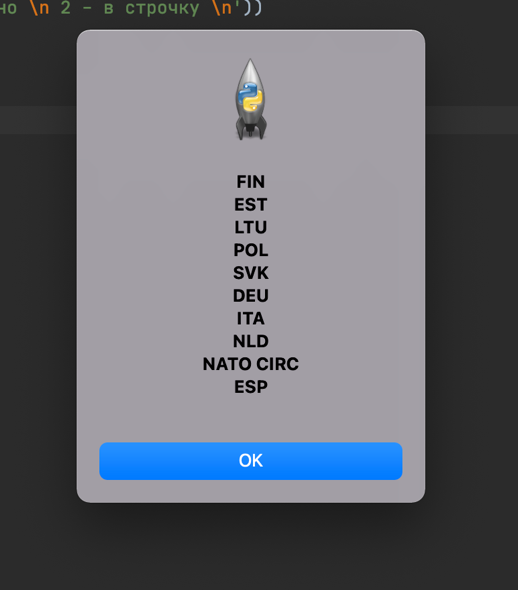 но \n 2 - в строчку \n'))
FIN
EST
LTU
POL
SVK
DEU
ITA
NLD
NATO CIRC
ESP
OK